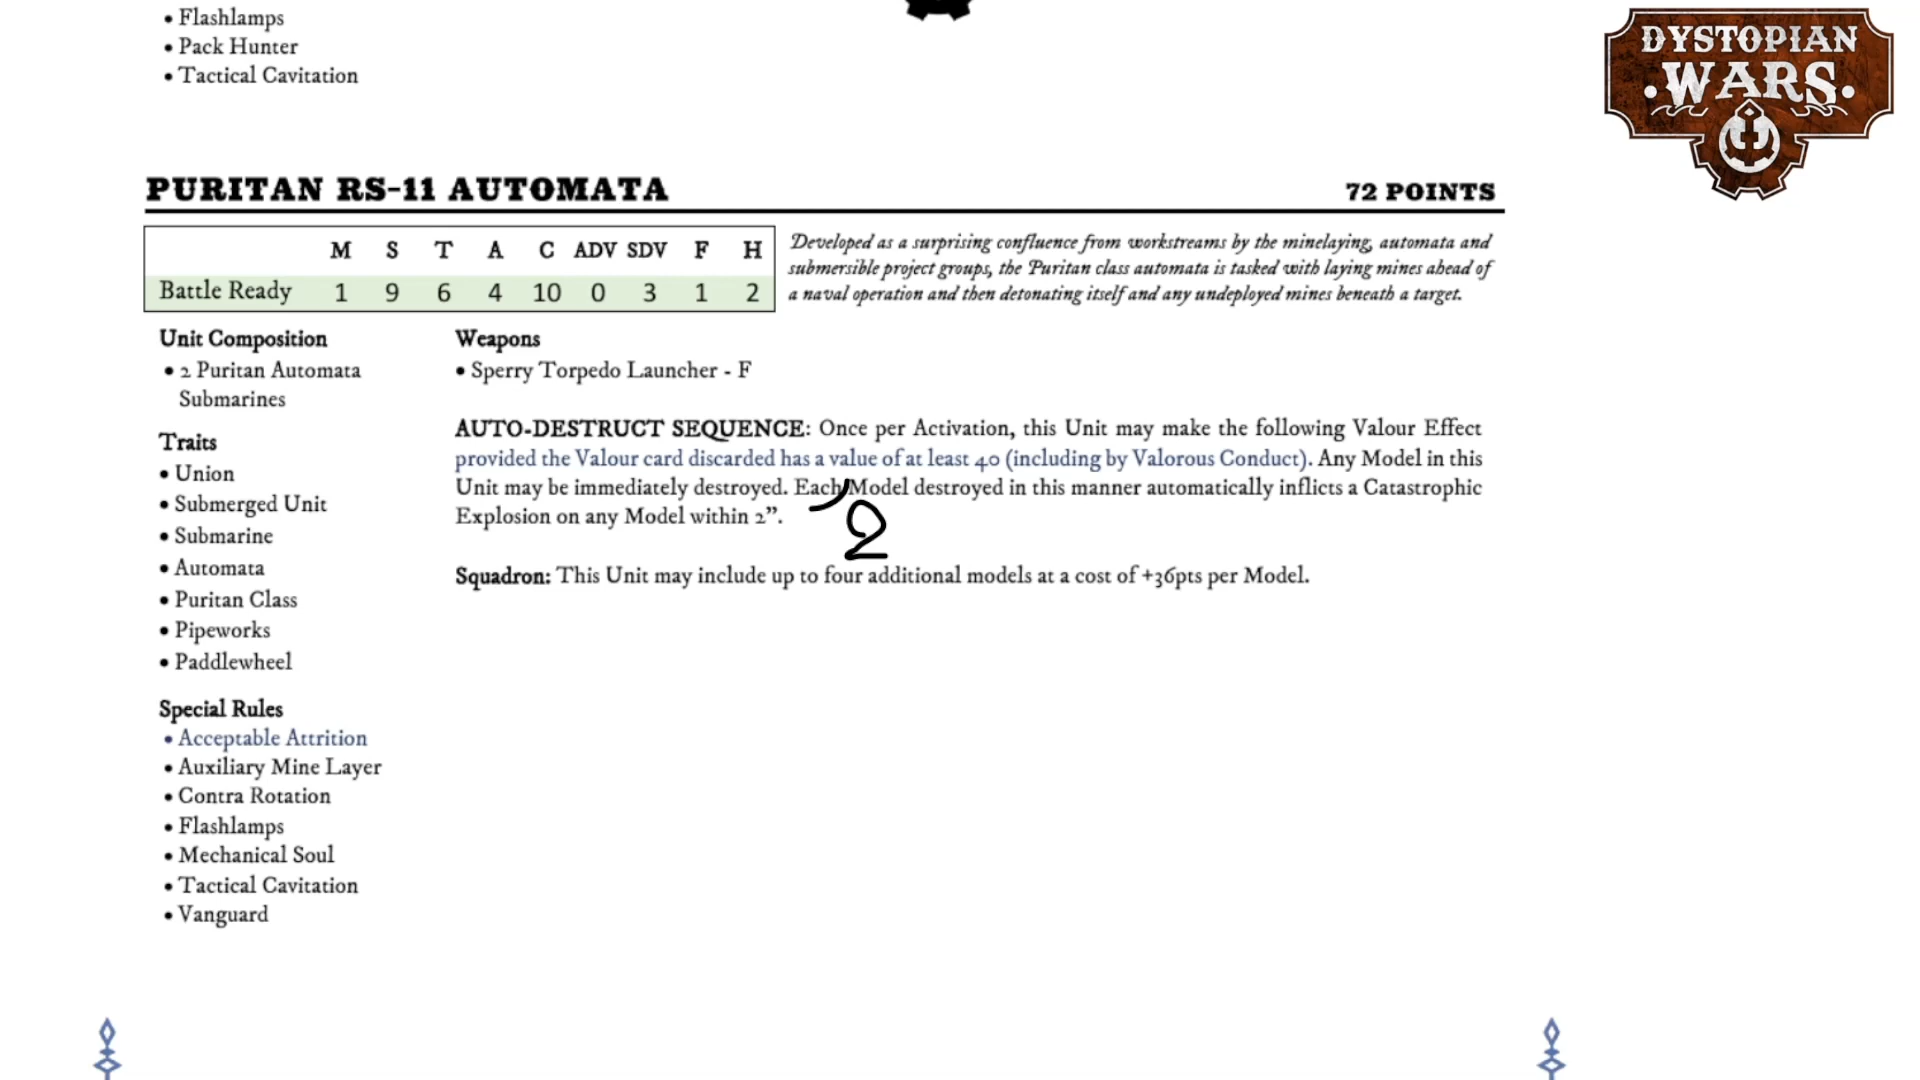 • Flashlamps
• Pack Hunter
• Tactical Cavitation
DYSTOPIAN
• WARS •
PURITAN RS-11 AUTOMATA
72 POINTS
M S T A C ADV SDV F H
Battle Ready 1 9 6 4 10 0 3 1 2
Developed as a surprising confluence from workstreams by the minelaying, automata and
submersible project groups, the Puritan class automata is tasked with laying mines ahead of
a naval operation and then detonating itself and any undeployed mines beneath a target.
Unit Composition
• 2 Puritan Automata
Submarines
Traits
• Union
• Submerged Unit
• Submarine
• Automata
• Puritan Class
• Pipeworks
• Paddlewheel
Special Rules
• Acceptable Attrition
• Auxiliary Mine Layer
• Contra Rotation
• Flashlamps
• Mechanical Soul
• Tactical Cavitation
• Vanguard
Weapons
• Sperry Torpedo Launcher - F
AUTO-DESTRUCT SEQUENCE: Once per Activation, this Unit may make the following Valour Effect
provided the Valour card discarded has a value of at least 40 (including by Valorous Conduct). Any Model in this
Unit may be immediately destroyed. Each Model destroyed in this manner automatically inflicts a Catastrophic
Explosion on any Model within 2”.
2
Squadron: This Unit may include up to four additional models at a cost of +36pts per Model.